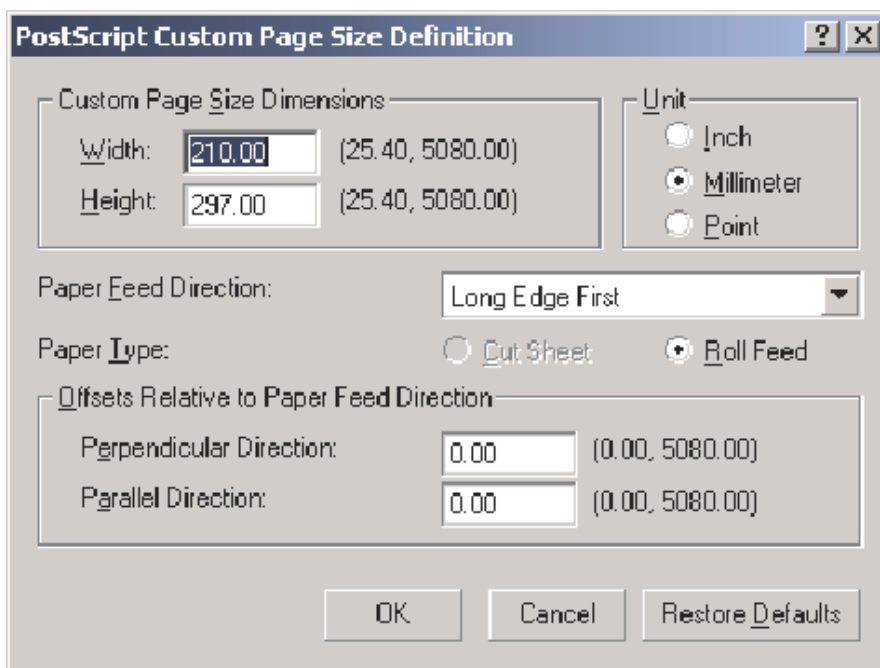 PostScript Custom Page Size Definition
Custom Page Size Dimensions
Width: 210.00 (25.40, 5080.00)
Height: 297.00 (25.40, 5080.00)
Unit
Inch
Millimeter
Point
Paper Feed Direction: Long Edge First
Paper Type: Cut Sheet Roll Feed
Offsets Relative to Paper Feed Direction
Perpendicular Direction: 0.00 (0.00, 5080.00)
Parallel Direction: 0.00 (0.00, 5080.00)
OK Cancel Restore Defaults